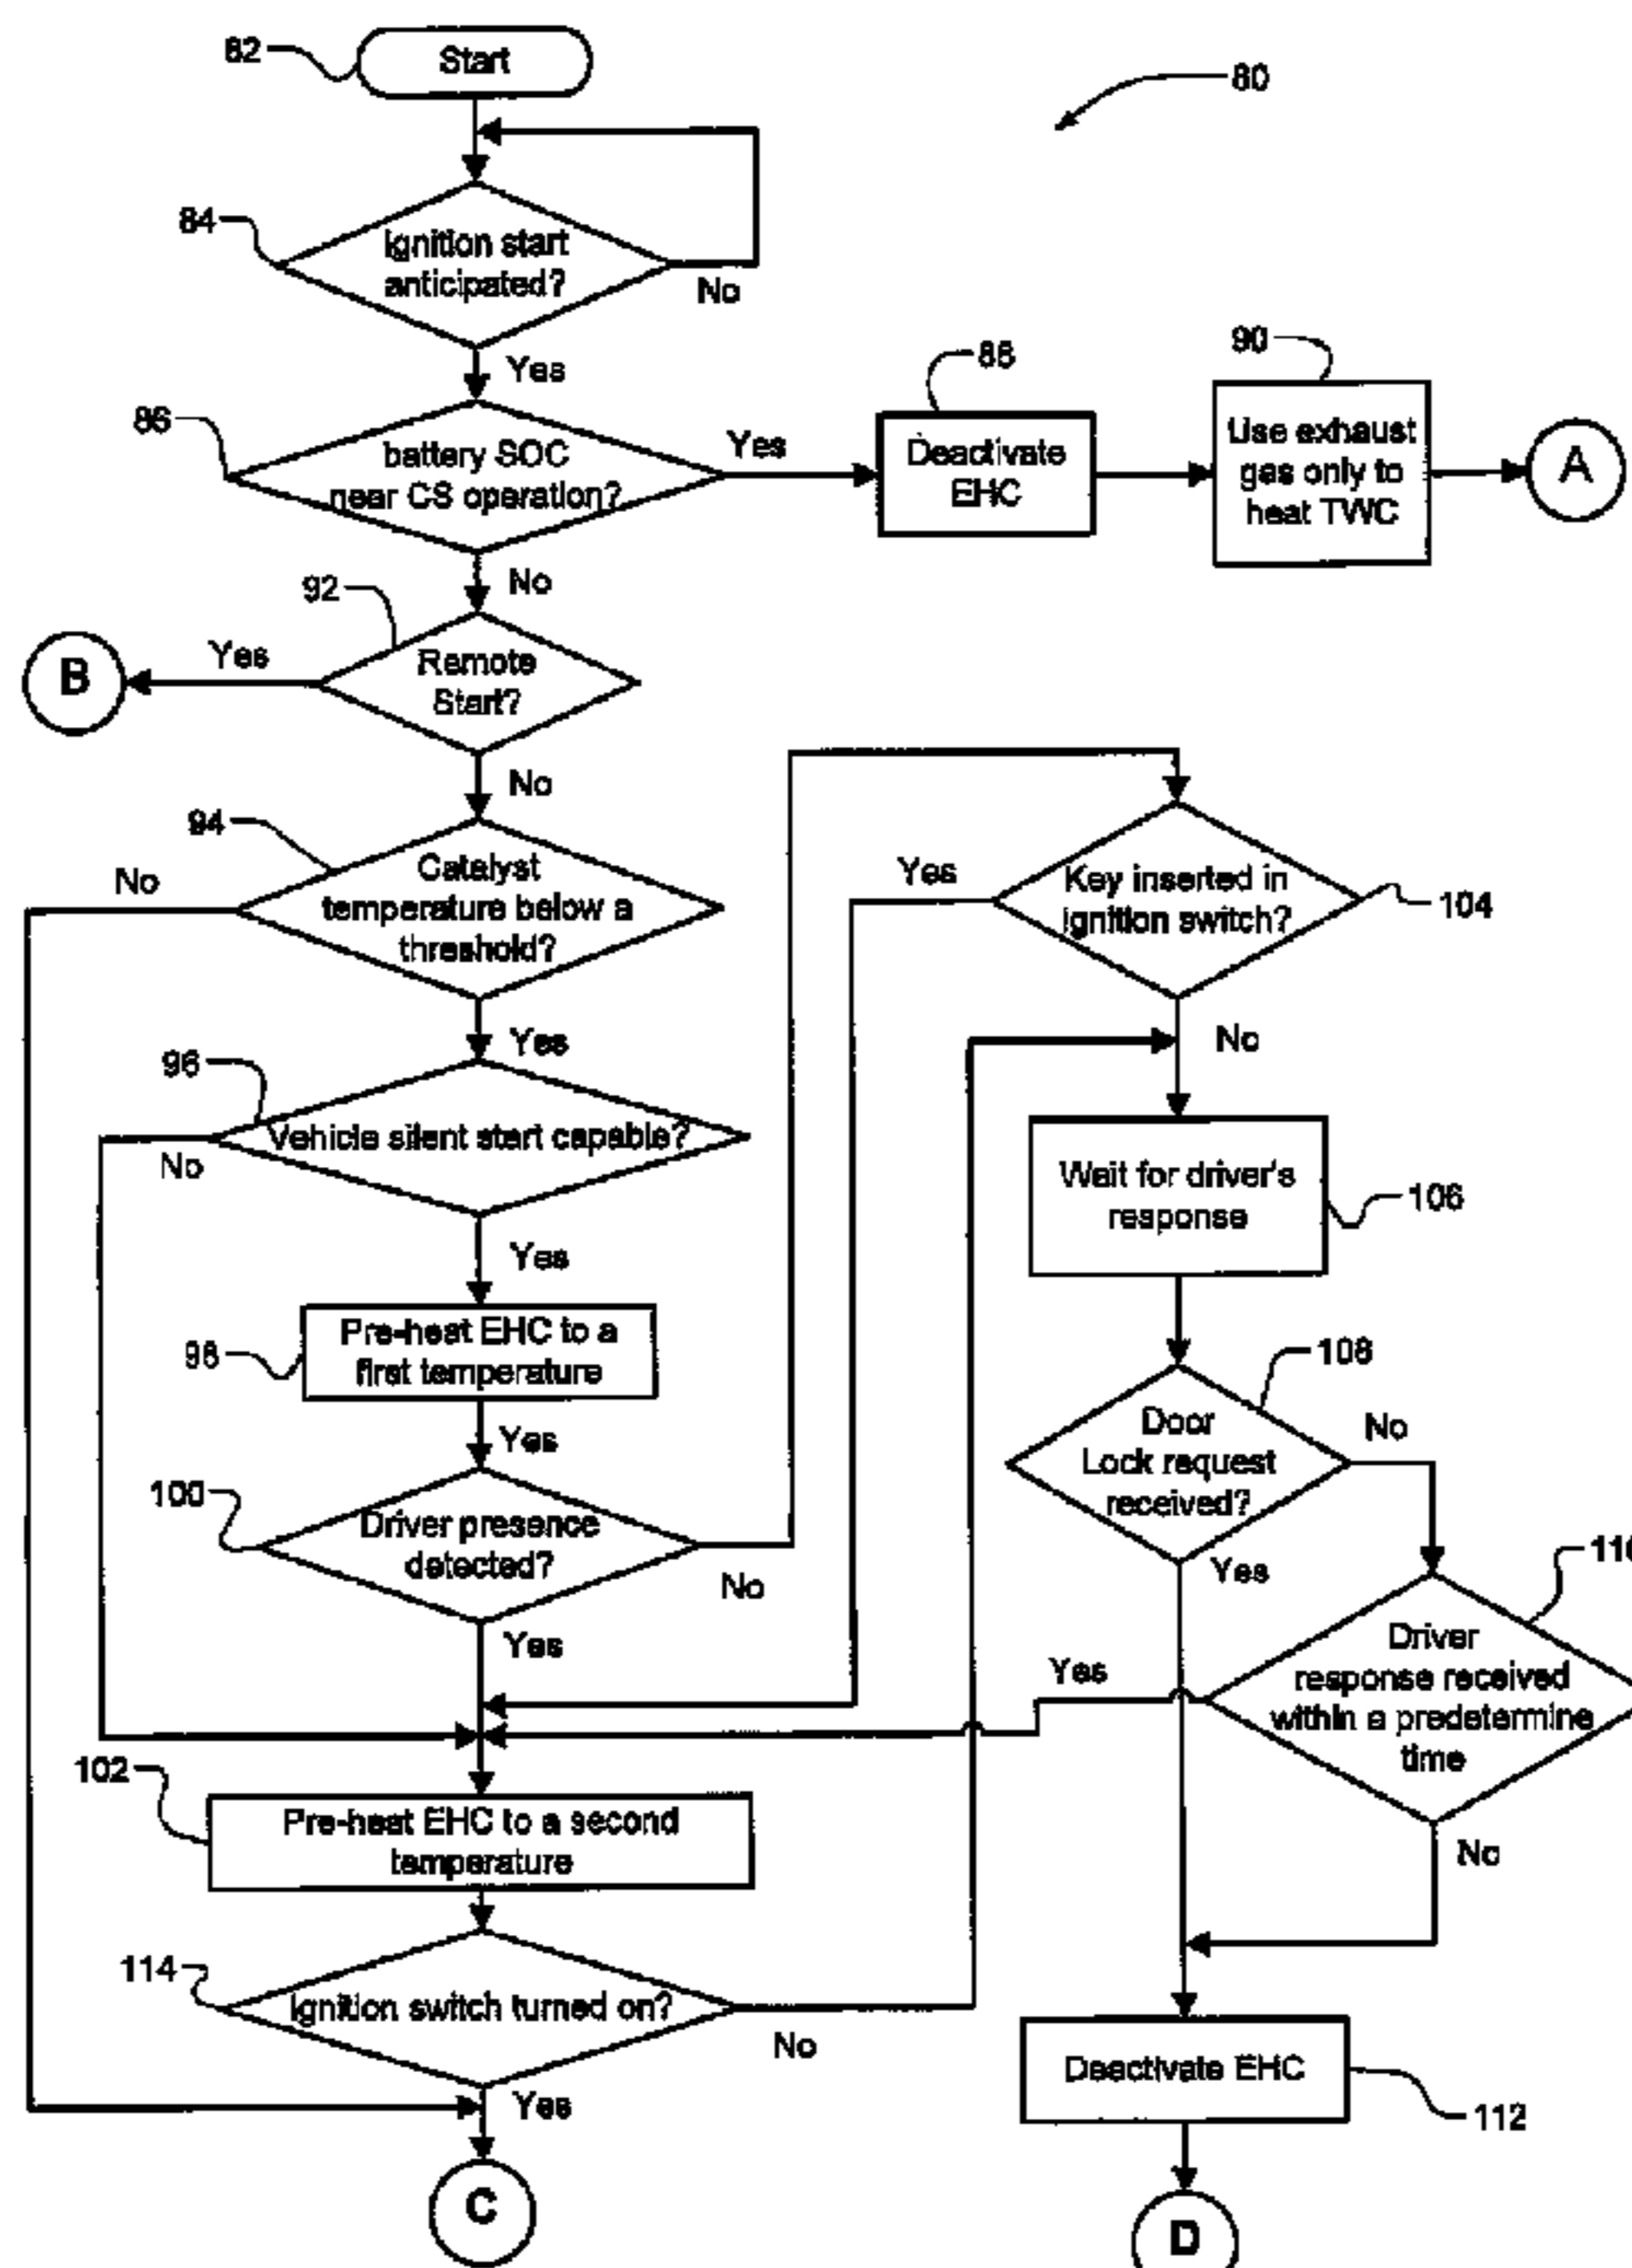 82
Start
80
84
Ignition start
anticipated?
No
Yes
86
battery SOC
near CS operation?
Yes
88
Deactivate
EHC
90
Use exhaust
gas only to
heat TWC
A
No
92
Remote
Start?
Yes
B
No
94
Catalyst
temperature below a
threshold?
No
Yes
96
Vehicle silent start capable?
No
Yes
98
Pre-heat EHC to a
first temperature
Yes
100
Driver presence
detected?
No
Yes
102
Pre-heat EHC to a second
temperature
114
Ignition switch turned on?
No
Yes
C
Key inserted in
ignition switch?
Yes
104
No
Wait for driver's
response
106
108
Door
Lock request
received?
No
Yes
110
Driver
response received
within a predetermine
time
Yes
No
Deactivate EHC
112
D